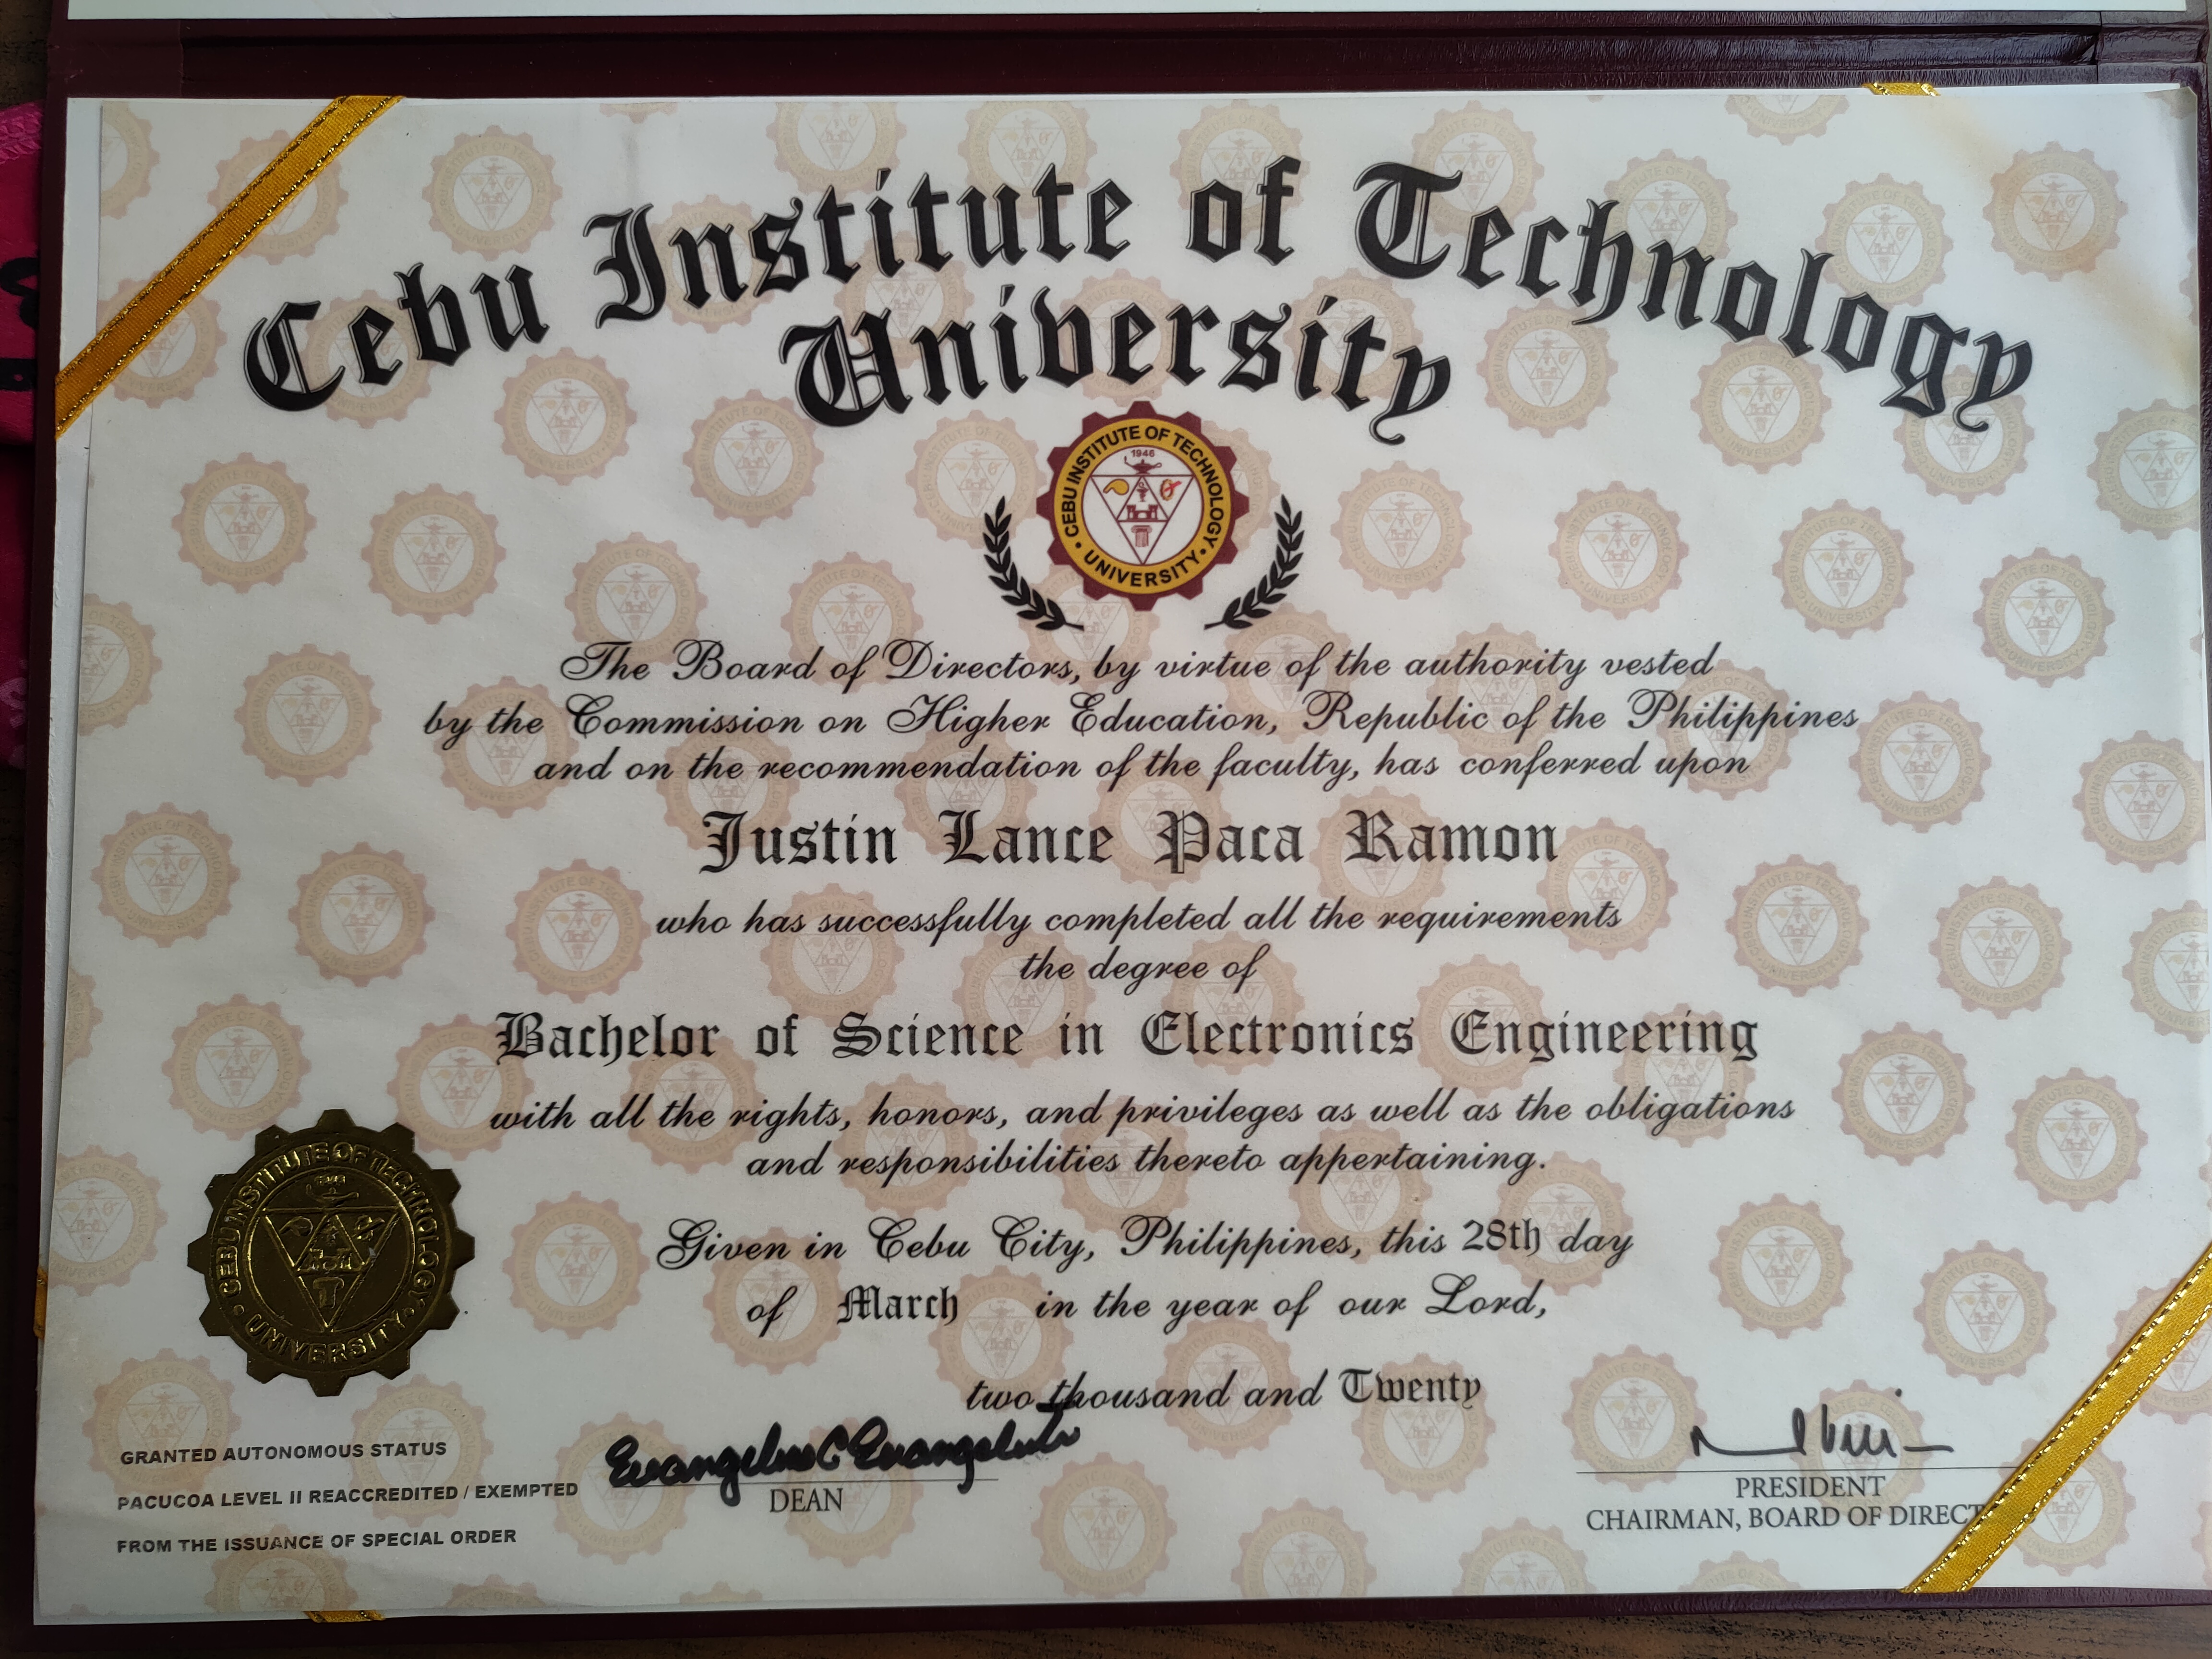 Cebu Institute of Technology
University
CEBU INSTITUTE OF TECHNOLOGY
1946
• UNIVERSITY •
The Board of Directors, by virtue of the authority vested
by the Commission on Higher Education, Republic of the Philippines
and on the recommendation of the faculty, has conferred upon
Justin Lance Paca Ramon
who has successfully completed all the requirements
the degree of
Bachelor of Science in Electronics Engineering
with all the rights, honors, and privileges as well as the obligations
and responsibilities thereto appertaining.
Given in Cebu City, Philippines, this 28th day
of March in the year of our Lord,
two thousand and Twenty
CEBU INSTITUTE OF TECHNOLOGY
1946
• UNIVERSITY •
GRANTED AUTONOMOUS STATUS
PACUCOA LEVEL II REACCREDITED / EXEMPTED
FROM THE ISSUANCE OF SPECIAL ORDER
DEAN
PRESIDENT
CHAIRMAN, BOARD OF DIRECT